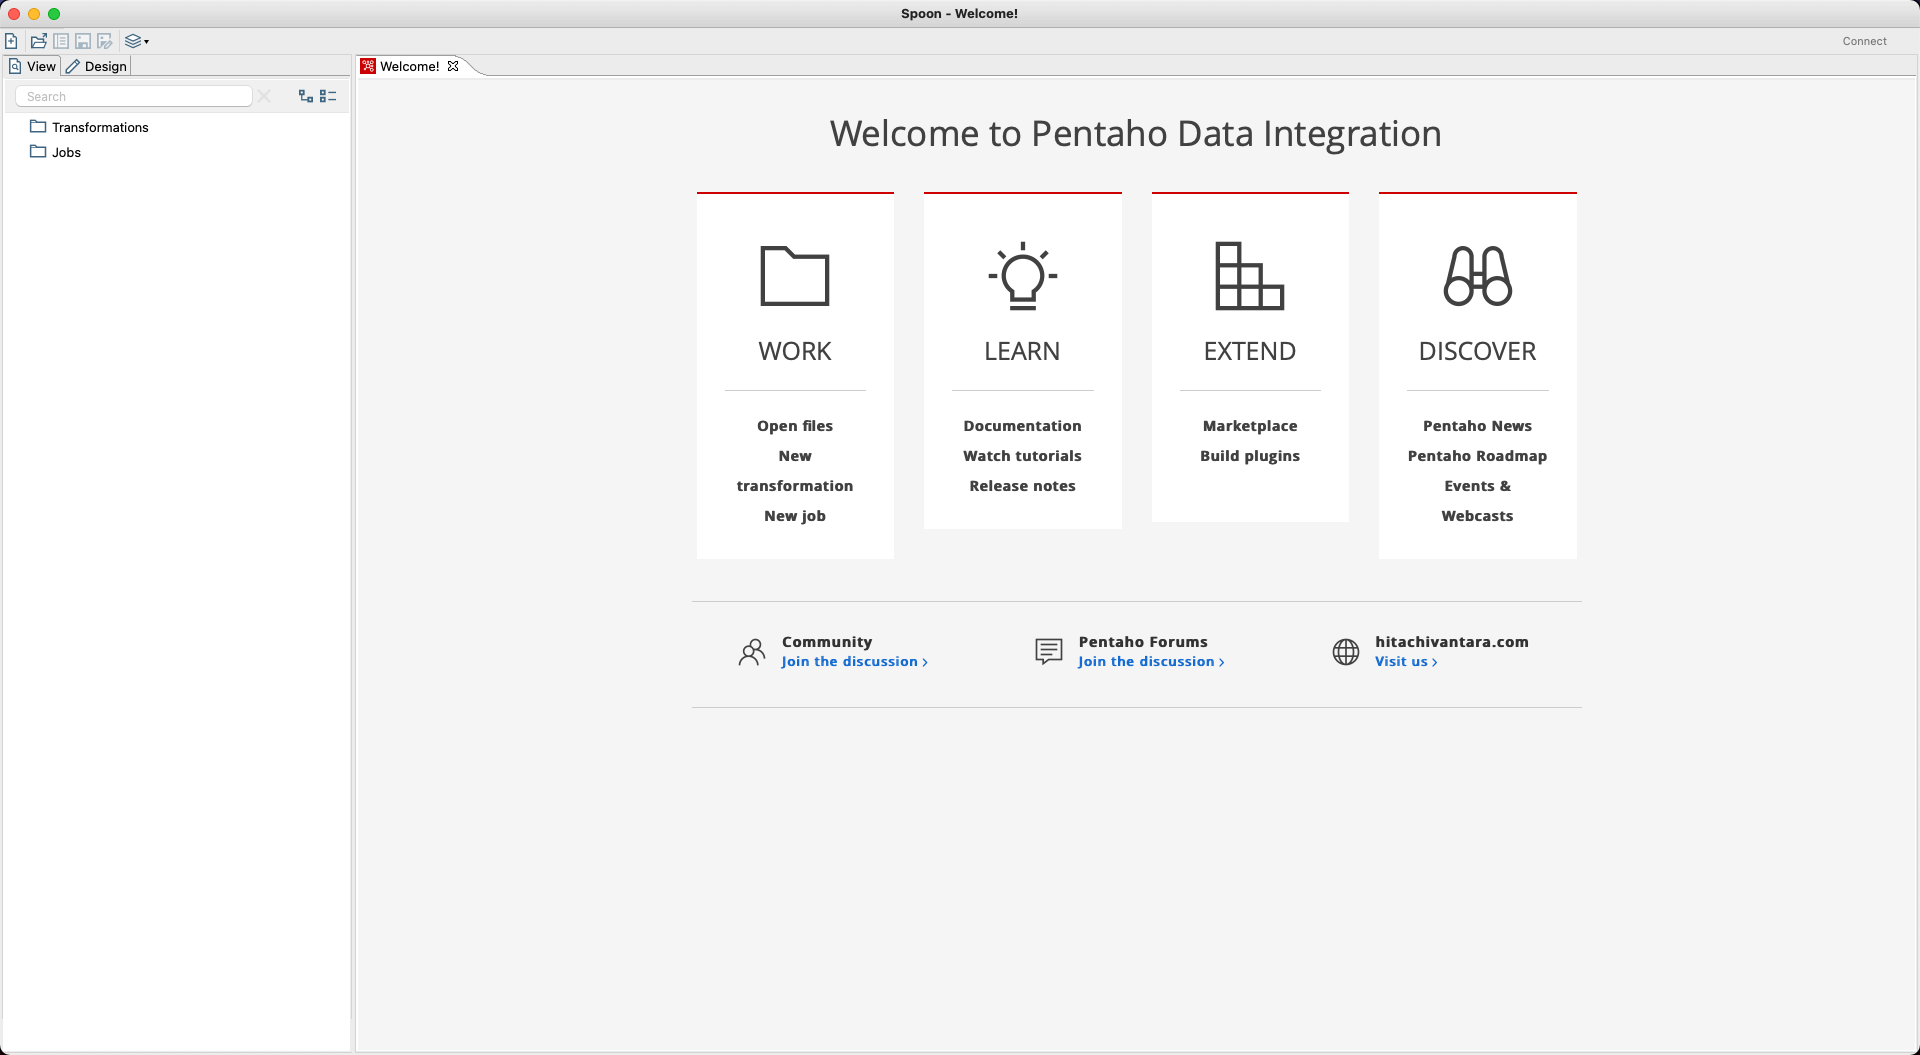 Spoon - Welcome!
Connect
View
Design
Welcome!
Search
Transformations
Jobs
Welcome to Pentaho Data Integration
WORK
Open files
New
transformation
New job
LEARN
Documentation
Watch tutorials
Release notes
EXTEND
Marketplace
Build plugins
DISCOVER
Pentaho News
Pentaho Roadmap
Events &
Webcasts
Community
Join the discussion ›
Pentaho Forums
Join the discussion ›
hitachivantara.com
Visit us ›